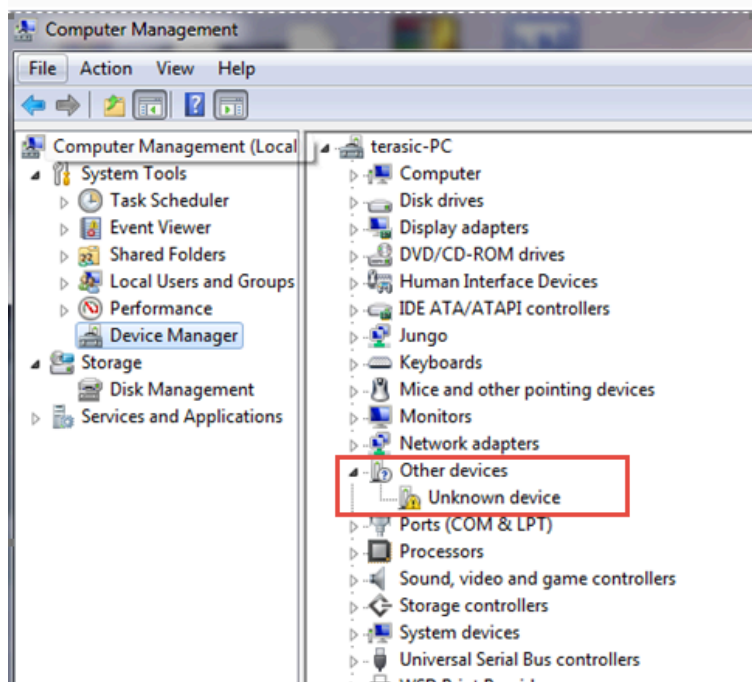 Computer Management
File Action View Help
Computer Management (Local
System Tools
Task Scheduler
Event Viewer
Shared Folders
Local Users and Groups
Performance
Device Manager
Storage
Disk Management
Services and Applications
terasic-PC
Computer
Disk drives
Display adapters
DVD/CD-ROM drives
Human Interface Devices
IDE ATA/ATAPI controllers
Jungo
Keyboards
Mice and other pointing devices
Monitors
Network adapters
Other devices
Unknown device
Ports (COM & LPT)
Processors
Sound, video and game controllers
Storage controllers
System devices
Universal Serial Bus controllers